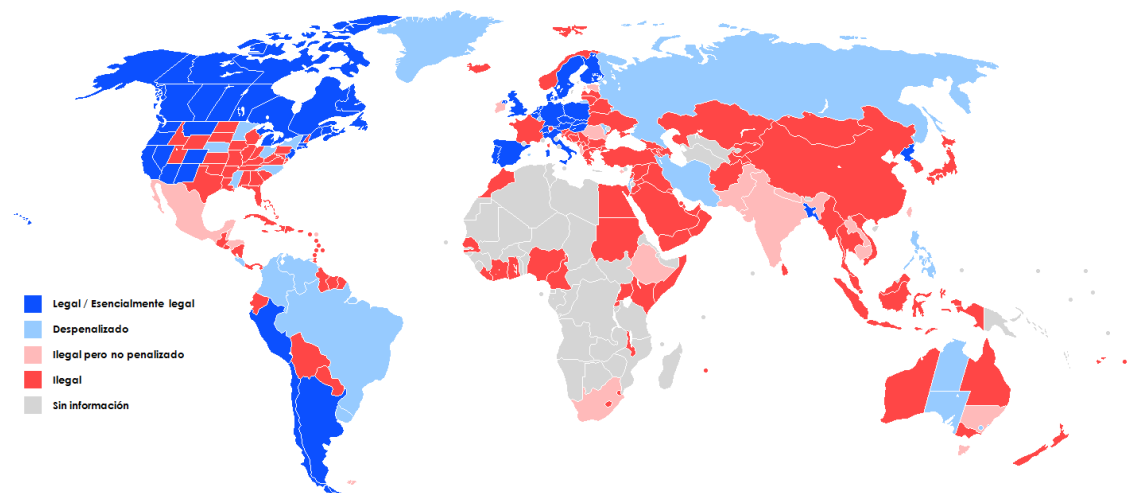 Legal / Esencialmente legal
Despenalizado
Ilegal pero no penalizado
Ilegal
Sin información